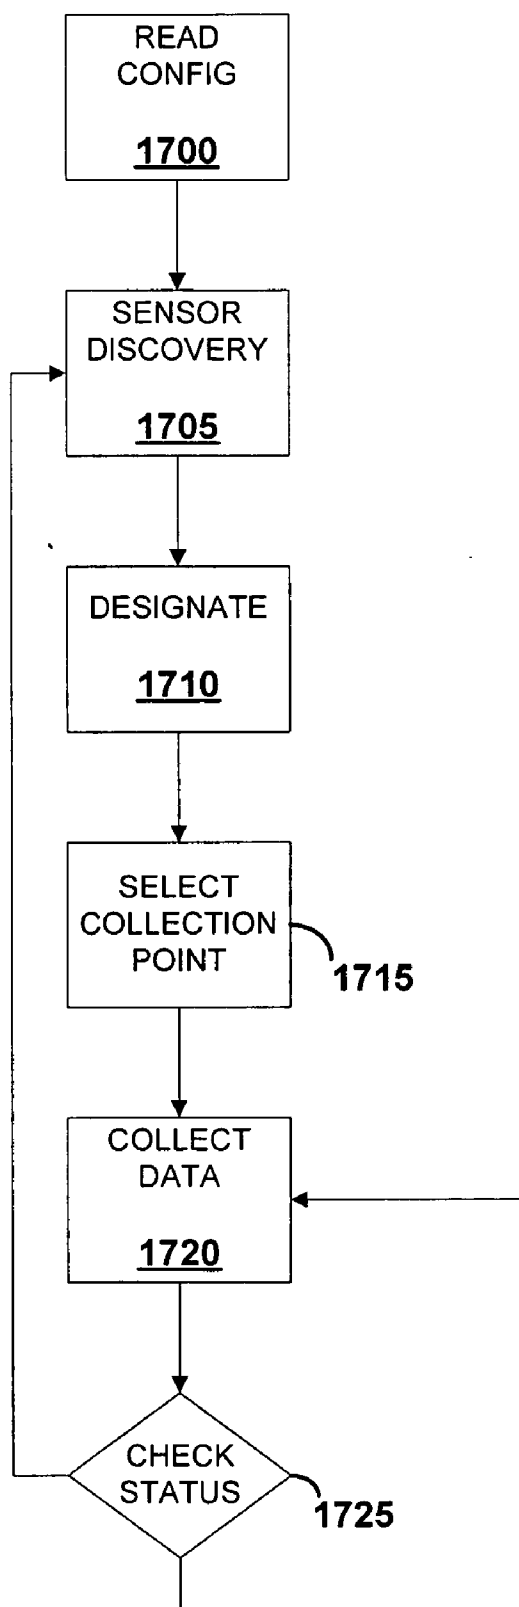 READ
CONFIG
1700
SENSOR
DISCOVERY
1705
DESIGNATE
1710
SELECT
COLLECTION
POINT
1715
COLLECT
DATA
1720
CHECK
STATUS
1725